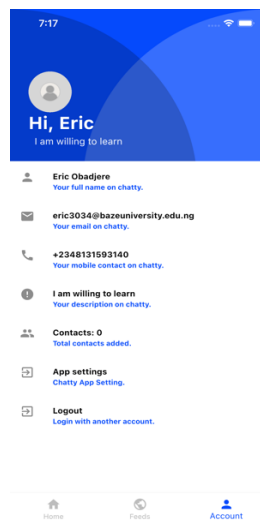 7:17
Hi, Eric
I am willing to learn
Eric Obadjere
Your full name on chatty.
eric3034@bazeuniversity.edu.ng
Your email on chatty.
+2348131593140
Your mobile contact on chatty.
I am willing to learn
Your description on chatty.
Contacts: 0
Total contacts added.
App settings
Chatty App Setting.
Logout
Login with another account.
Home Feeds Account